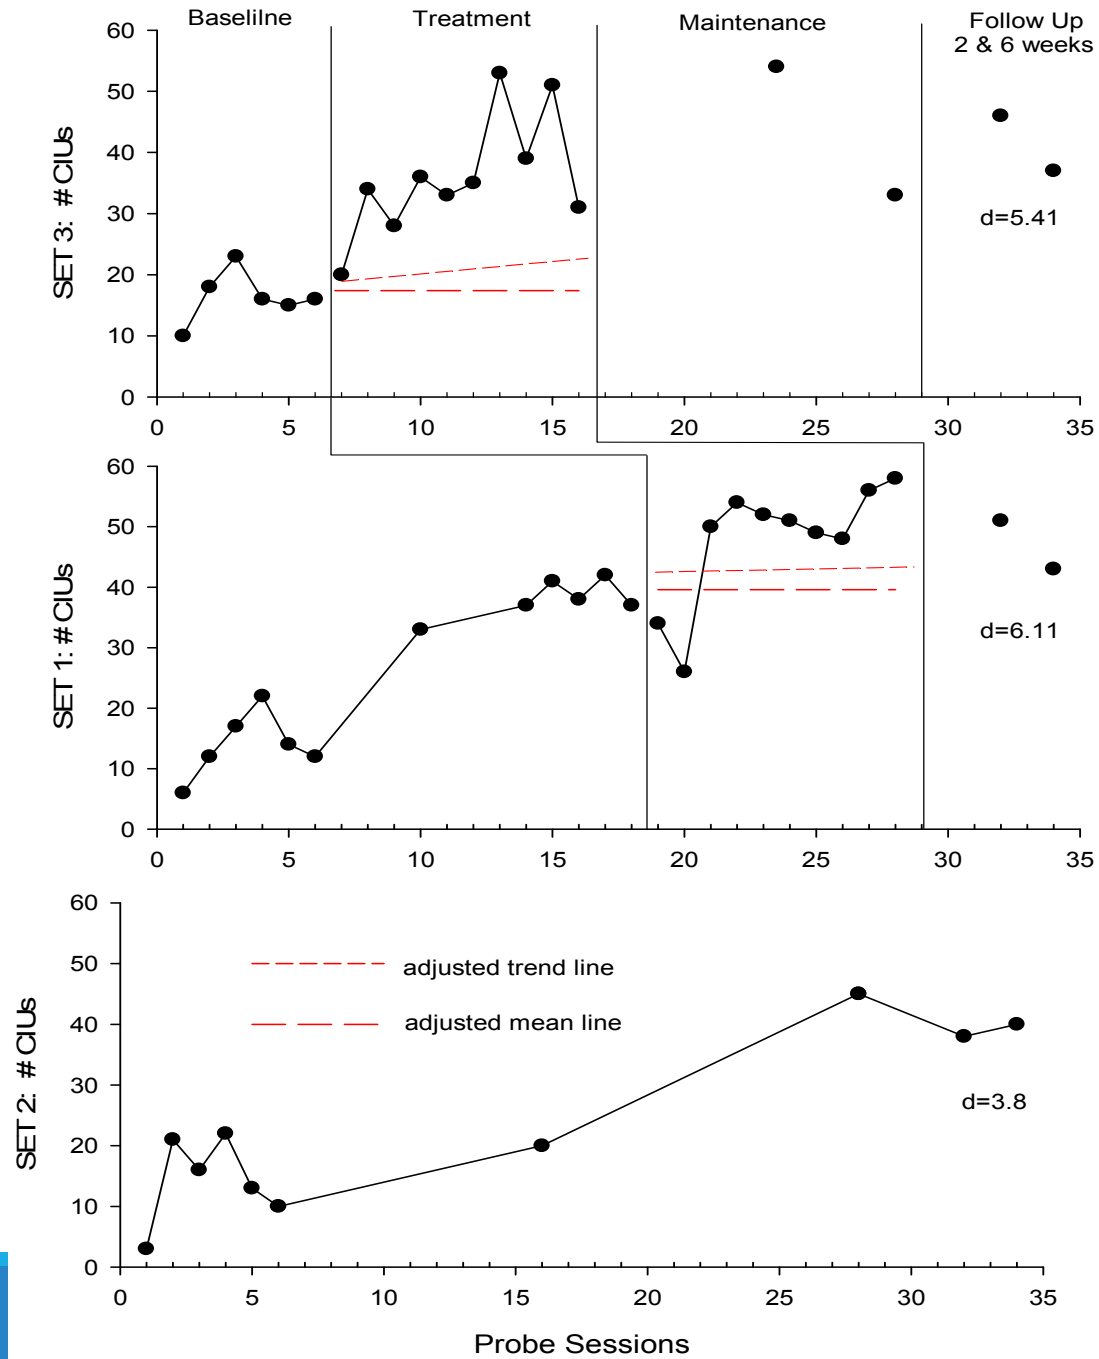 Baselilne Treatment Maintenance Follow Up
2 & 6 weeks
SET 3: # CIUs
60
50
40
30
20
10
0
d=5.41
0 5 10 15 20 25 30 35
SET 1: # CIUs
60
50
40
30
20
10
0
d=6.11
0 5 10 15 20 25 30 35
SET 2: # CIUs
60
50
40
30
20
10
0
adjusted trend line
adjusted mean line
d=3.8
0 5 10 15 20 25 30 35
Probe Sessions